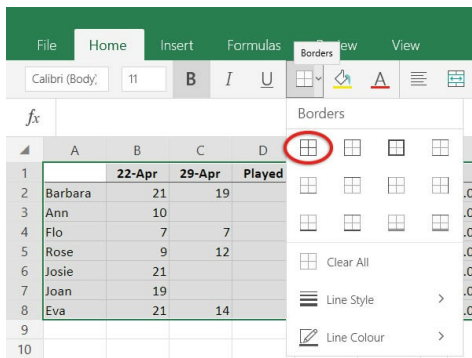 File Home Insert Formulas ew View
Borders
Calibri (Body), 11 B I U A
fx
Borders
A B C D
1 22-Apr 29-Apr Played
2 Barbara 21 19
3 Ann 10
4 Flo 7 7
5 Rose 9 12
6 Josie 21
7 Joan 19
8 Eva 21 14
9
10
Clear All
Line Style
Line Colour